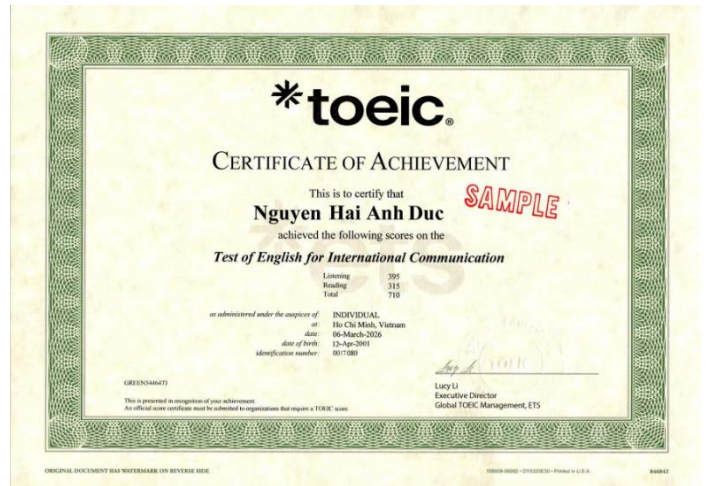 toeic®
CERTIFICATE OF ACHIEVEMENT
This is to certify that
SAMPLE
Nguyen Hai Anh Duc
achieved the following scores on the
ets
Test of English for International Communication
Listening 395
Reading 315
Total 710
as administered under the auspices of: INDIVIDUAL
at: Ho Chi Minh, Vietnam
date: 06-March-2026
date of birth: 12-Apr-2001
identification number: 0017080
Lucy Li
GREEN5446473
Lucy Li
Executive Director
Global TOEIC Management, ETS
This is presented in recognition of your achievement.
An official score certificate must be submitted to organizations that require a TOEIC score.
ORIGINAL DOCUMENT HAS WATERMARK ON REVERSE SIDE
• Printed in U.S.A.
846842